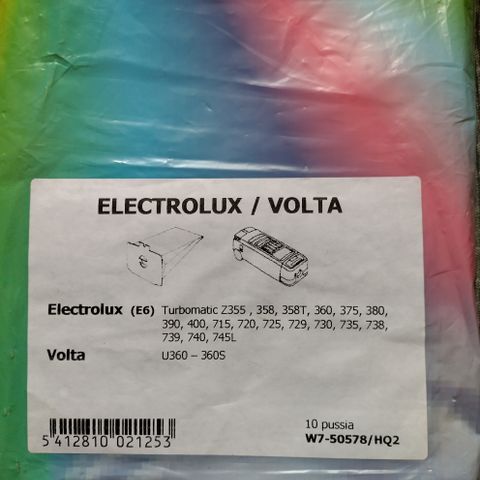 ELECTROLUX / VOLTA
Electrolux (E6) Turbomatic Z355 , 358, 358T, 360, 375, 380,
390, 400, 715, 720, 725, 729, 730, 735, 738,
739, 740, 745L
Volta U360 – 360S
10 pussia
5 412810 021253 W7-50578/HQ2